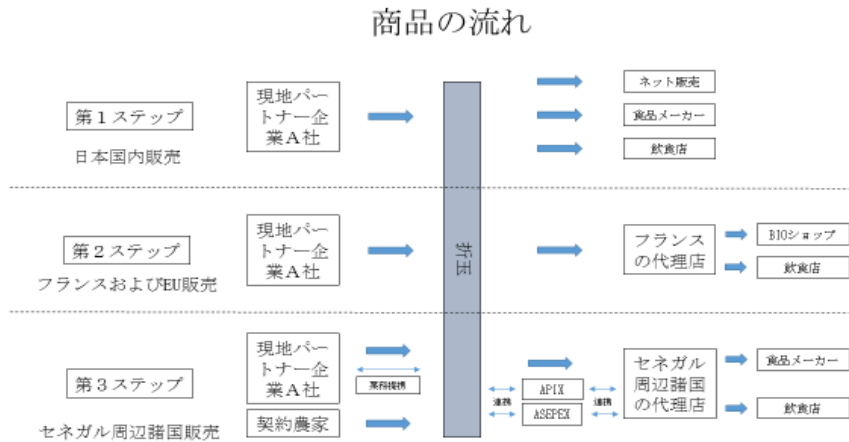 商品の流れ
第１ステップ
日本国内販売
現地パー
トナー企
業Ａ社
ネット販売
食品メーカー
飲食店
第２ステップ
フランスおよびEU販売
現地パー
トナー企
業Ａ社
折玉
フランス
の代理店
BIOショップ
飲食店
第３ステップ
セネガル周辺諸国販売
現地パー
トナー企
業Ａ社
契約農家
業務提携
連携
APIX
ASEPEX
連携
セネガル
周辺諸国
の代理店
食品メーカー
飲食店